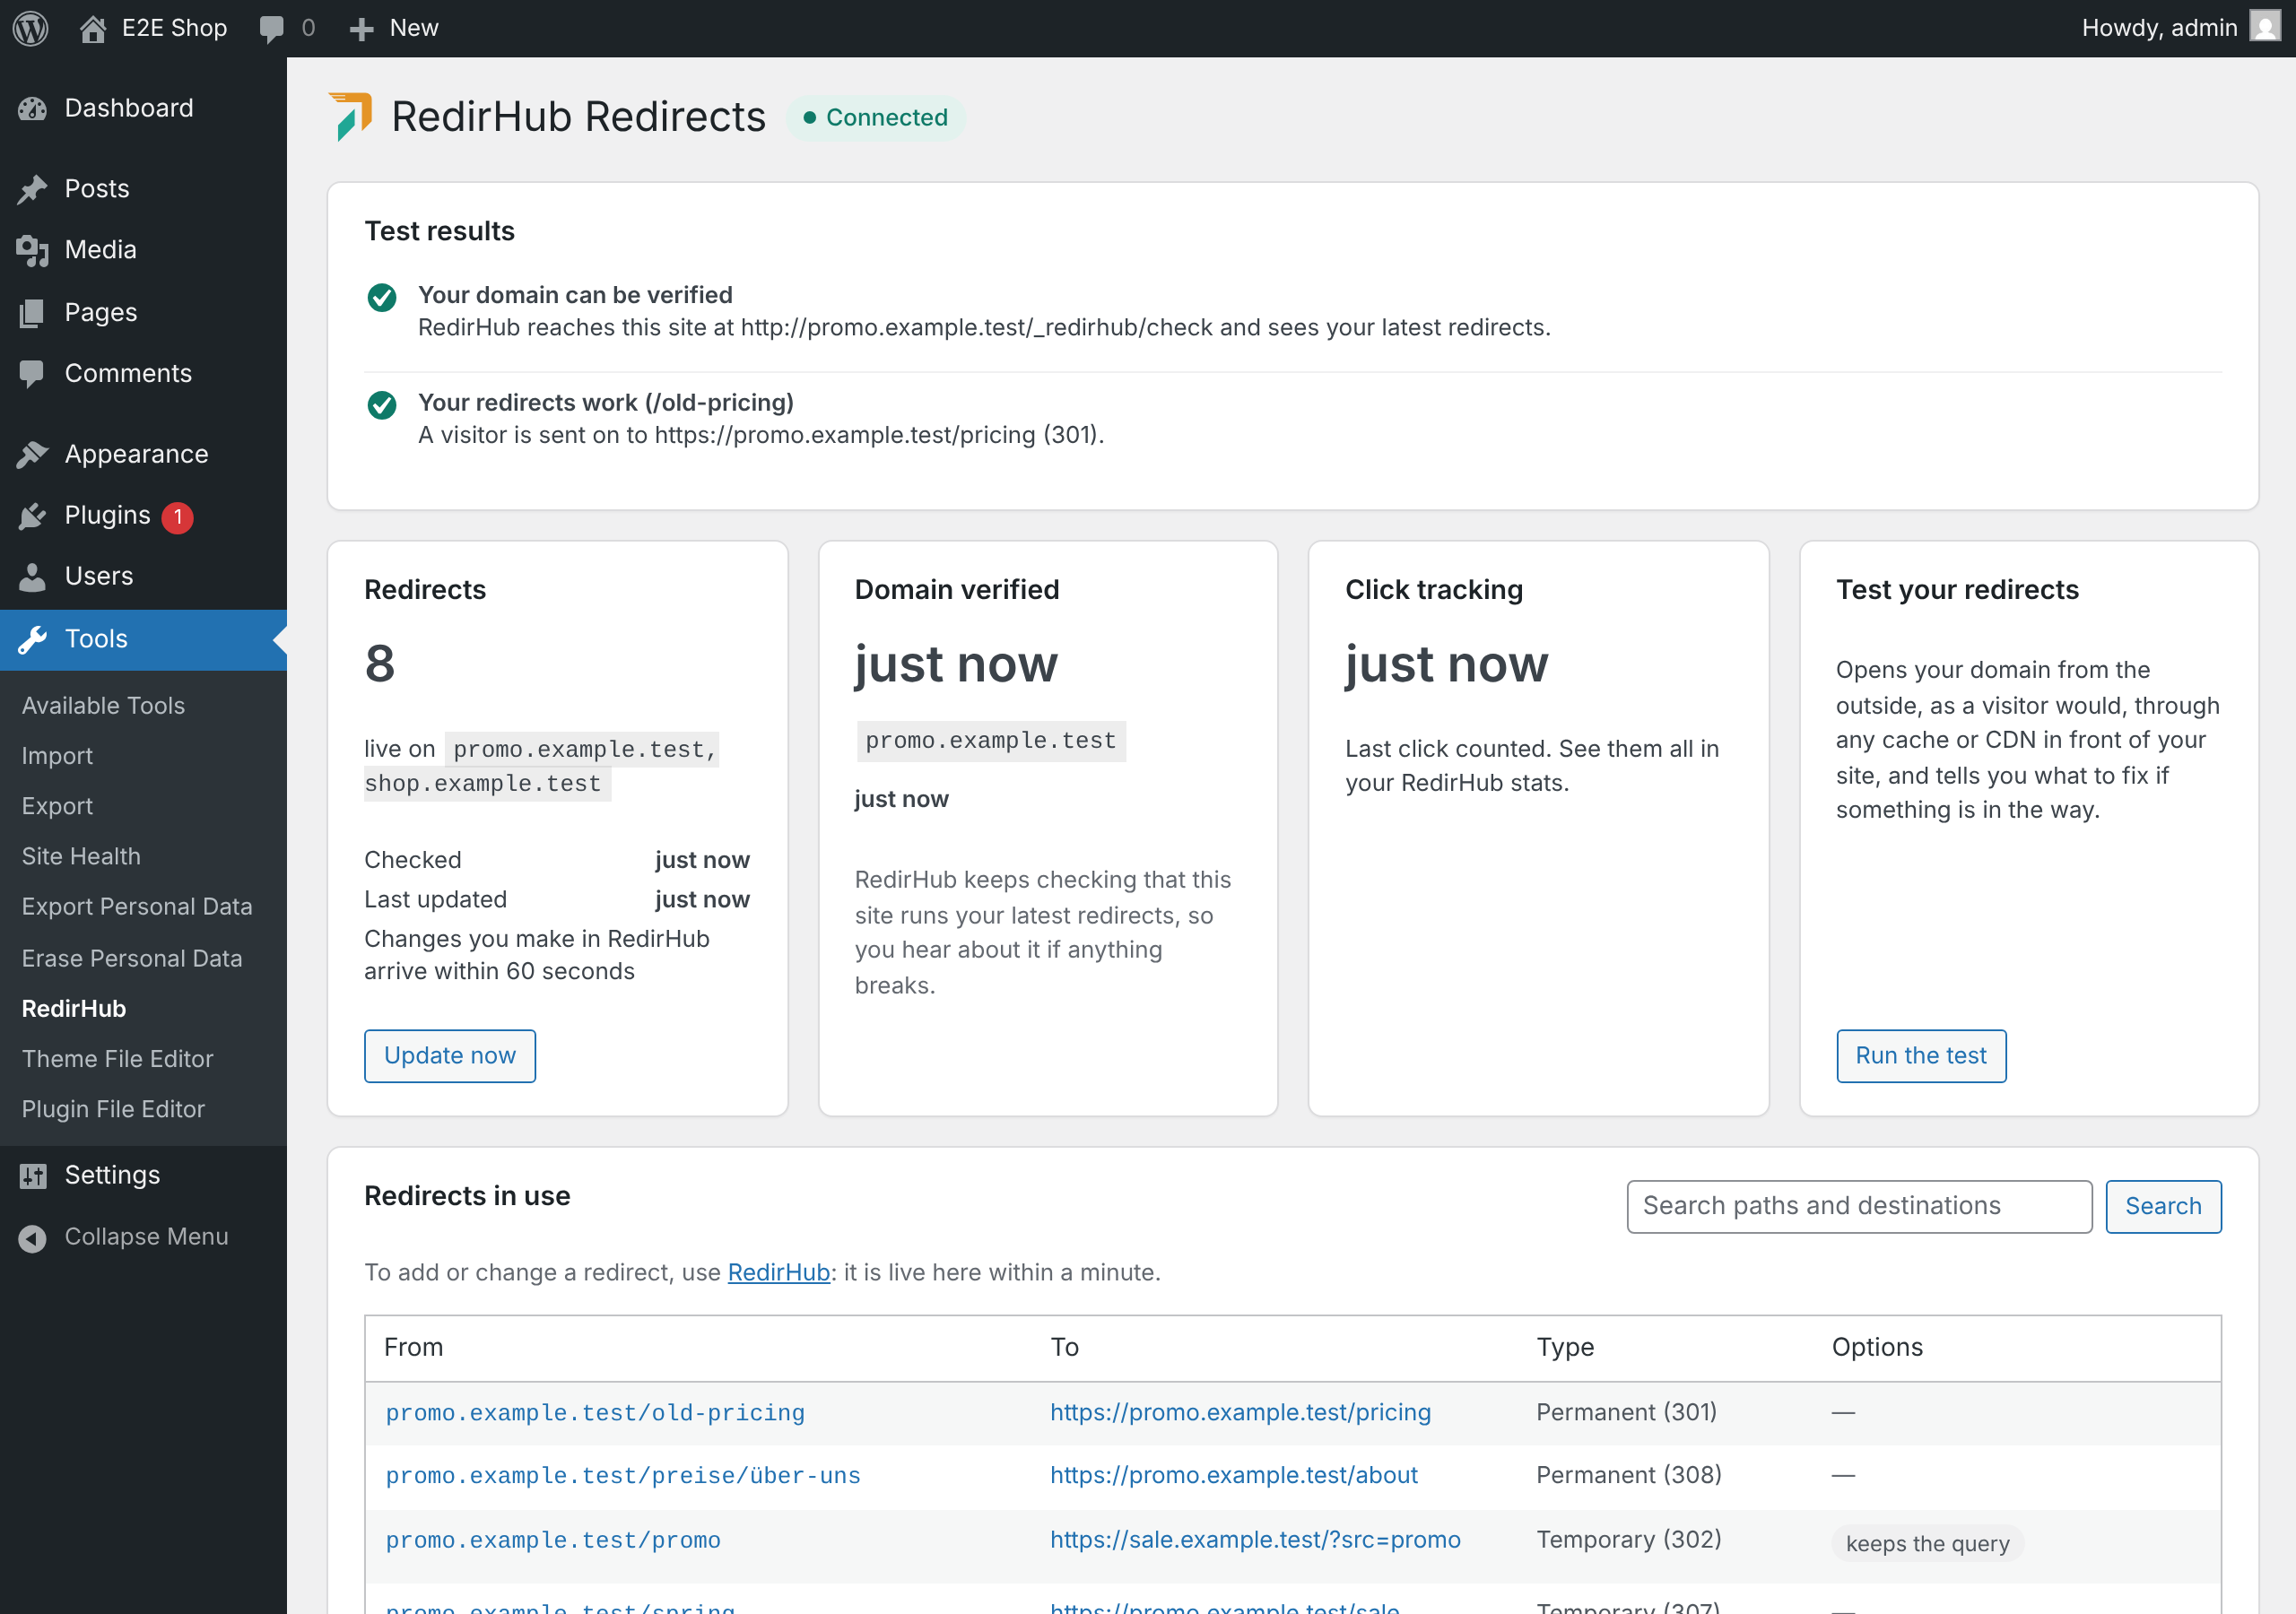 E2E Shop
0
New
Howdy, admin
Dashboard
Posts
Media
Pages
Comments
Appearance
Plugins 1
Users
Tools
Available Tools
Import
Export
Site Health
Export Personal Data
Erase Personal Data
RedirHub
Theme File Editor
Plugin File Editor
Settings
Collapse Menu
RedirHub Redirects
Connected
Test results
Your domain can be verified
RedirHub reaches this site at http://promo.example.test/_redirhub/check and sees your latest redirects.
Your redirects work (/old-pricing)
A visitor is sent on to https://promo.example.test/pricing (301).
Redirects
8
live on promo.example.test,
shop.example.test
Checked just now
Last updated just now
Changes you make in RedirHub
arrive within 60 seconds
Update now
Domain verified
just now
promo.example.test
just now
RedirHub keeps checking that this
site runs your latest redirects, so
you hear about it if anything
breaks.
Click tracking
just now
Last click counted. See them all in
your RedirHub stats.
Test your redirects
Opens your domain from the
outside, as a visitor would, through
any cache or CDN in front of your
site, and tells you what to fix if
something is in the way.
Run the test
Redirects in use
Search paths and destinations
Search
To add or change a redirect, use RedirHub: it is live here within a minute.
From To Type Options
promo.example.test/old-pricing https://promo.example.test/pricing Permanent (301) —
promo.example.test/preise/über-uns https://promo.example.test/about Permanent (308) —
promo.example.test/promo https://sale.example.test/?src=promo Temporary (302) keeps the query
promo.example.test/spring https://promo.example.test/sale Temporary (307) —